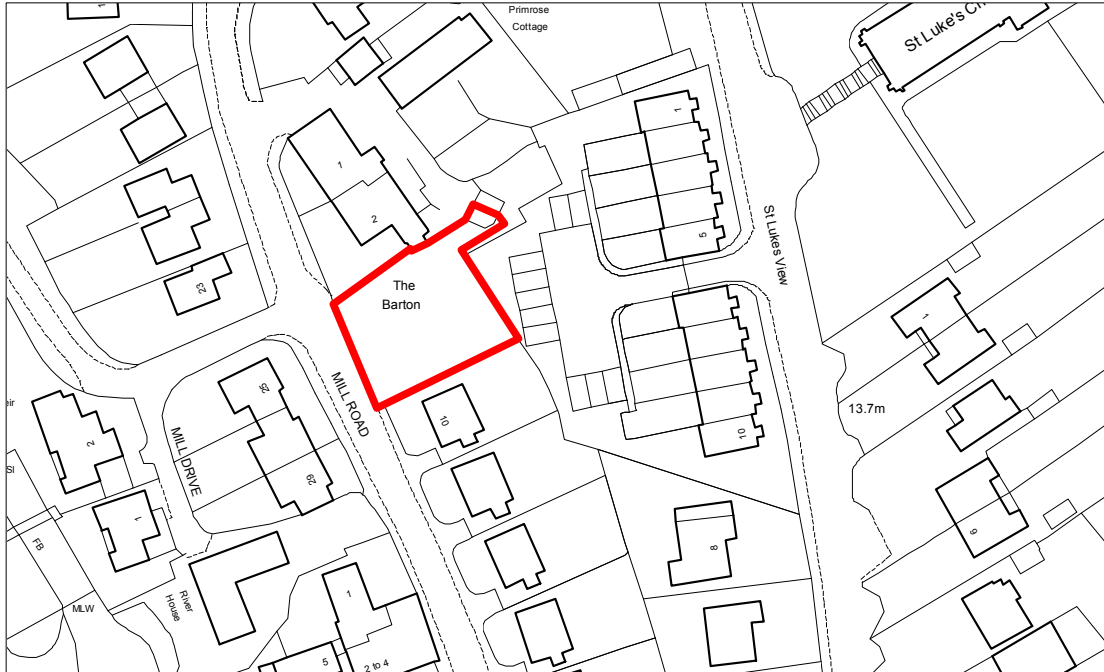 1
Primrose
Cottage
St Luke's Ch
1
1
2
5
St Lukes View
23
The
Barton
1
13.7m
MILL ROAD
25
10
10
eir
2
MILL DRIVE
29
SI
1
6
FB
8
MLW
River
House
1
5
2 to 4